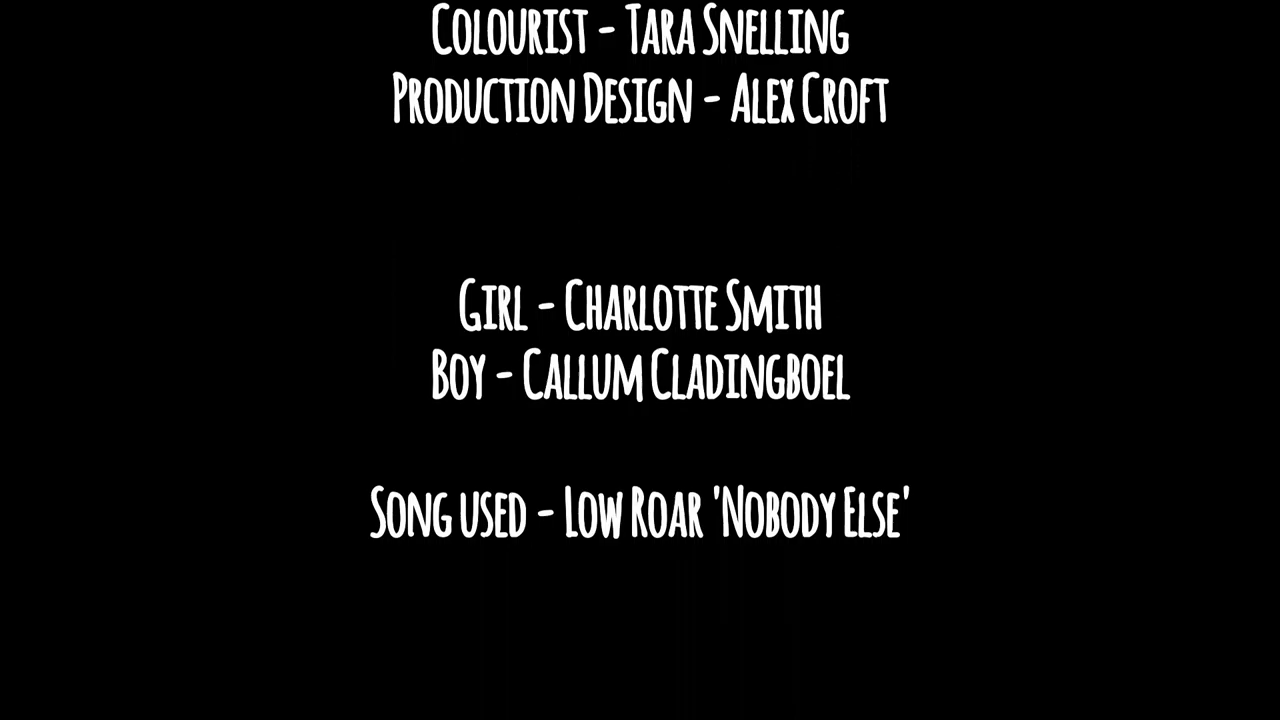 Colourist - Tara Snelling
Production Design - Alex Croft
Girl - Charlotte Smith
Boy - Callum Cladingboel
Song used - Low Roar 'Nobody Else'